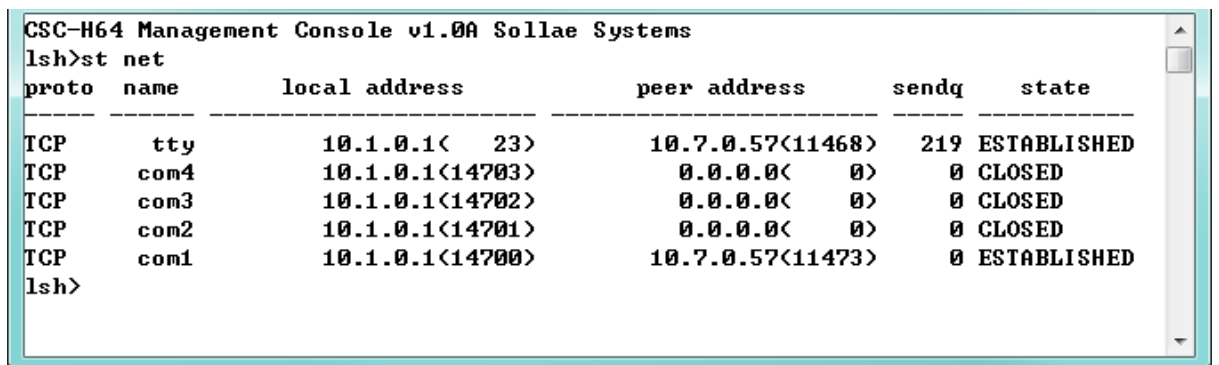 CSC-H64 Management Console v1.0A Sollae Systems
lsh>st net
proto  name         local address             peer address       sendq     state
----- ------ ----------------------- ----------------------- ----- -----------
TCP      tty          10.1.0.1(   23)        10.7.0.57(11468)   219 ESTABLISHED
TCP     com4          10.1.0.1(14703)          0.0.0.0(    0)     0 CLOSED
TCP     com3          10.1.0.1(14702)          0.0.0.0(    0)     0 CLOSED
TCP     com2          10.1.0.1(14701)          0.0.0.0(    0)     0 CLOSED
TCP     com1          10.1.0.1(14700)        10.7.0.57(11473)     0 ESTABLISHED
lsh>